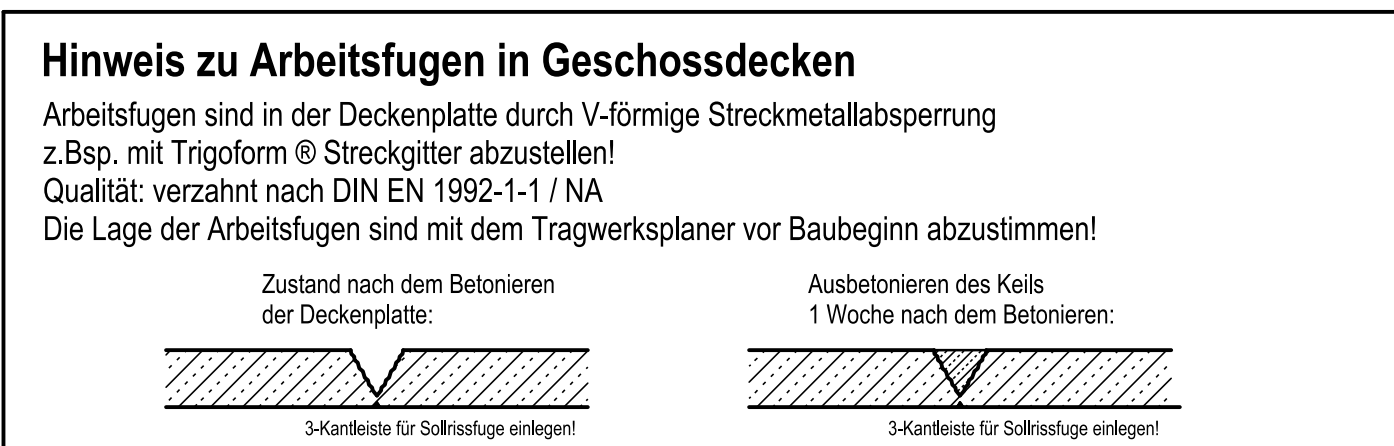 Hinweis zu Arbeitsfugen in Geschossdecken
Arbeitsfugen sind in der Deckenplatte durch V-förmige Streckmetallabsperrung
z.Bsp. mit Trigoform ® Streckgitter abzustellen!
Qualität: verzahnt nach DIN EN 1992-1-1 / NA
Die Lage der Arbeitsfugen sind mit dem Tragwerksplaner vor Baubeginn abzustimmen!
Zustand nach dem Betonieren
der Deckenplatte:
3-Kantleiste für Sollrissfuge einlegen!
Ausbetonieren des Keils
1 Woche nach dem Betonieren:
3-Kantleiste für Sollrissfuge einlegen!